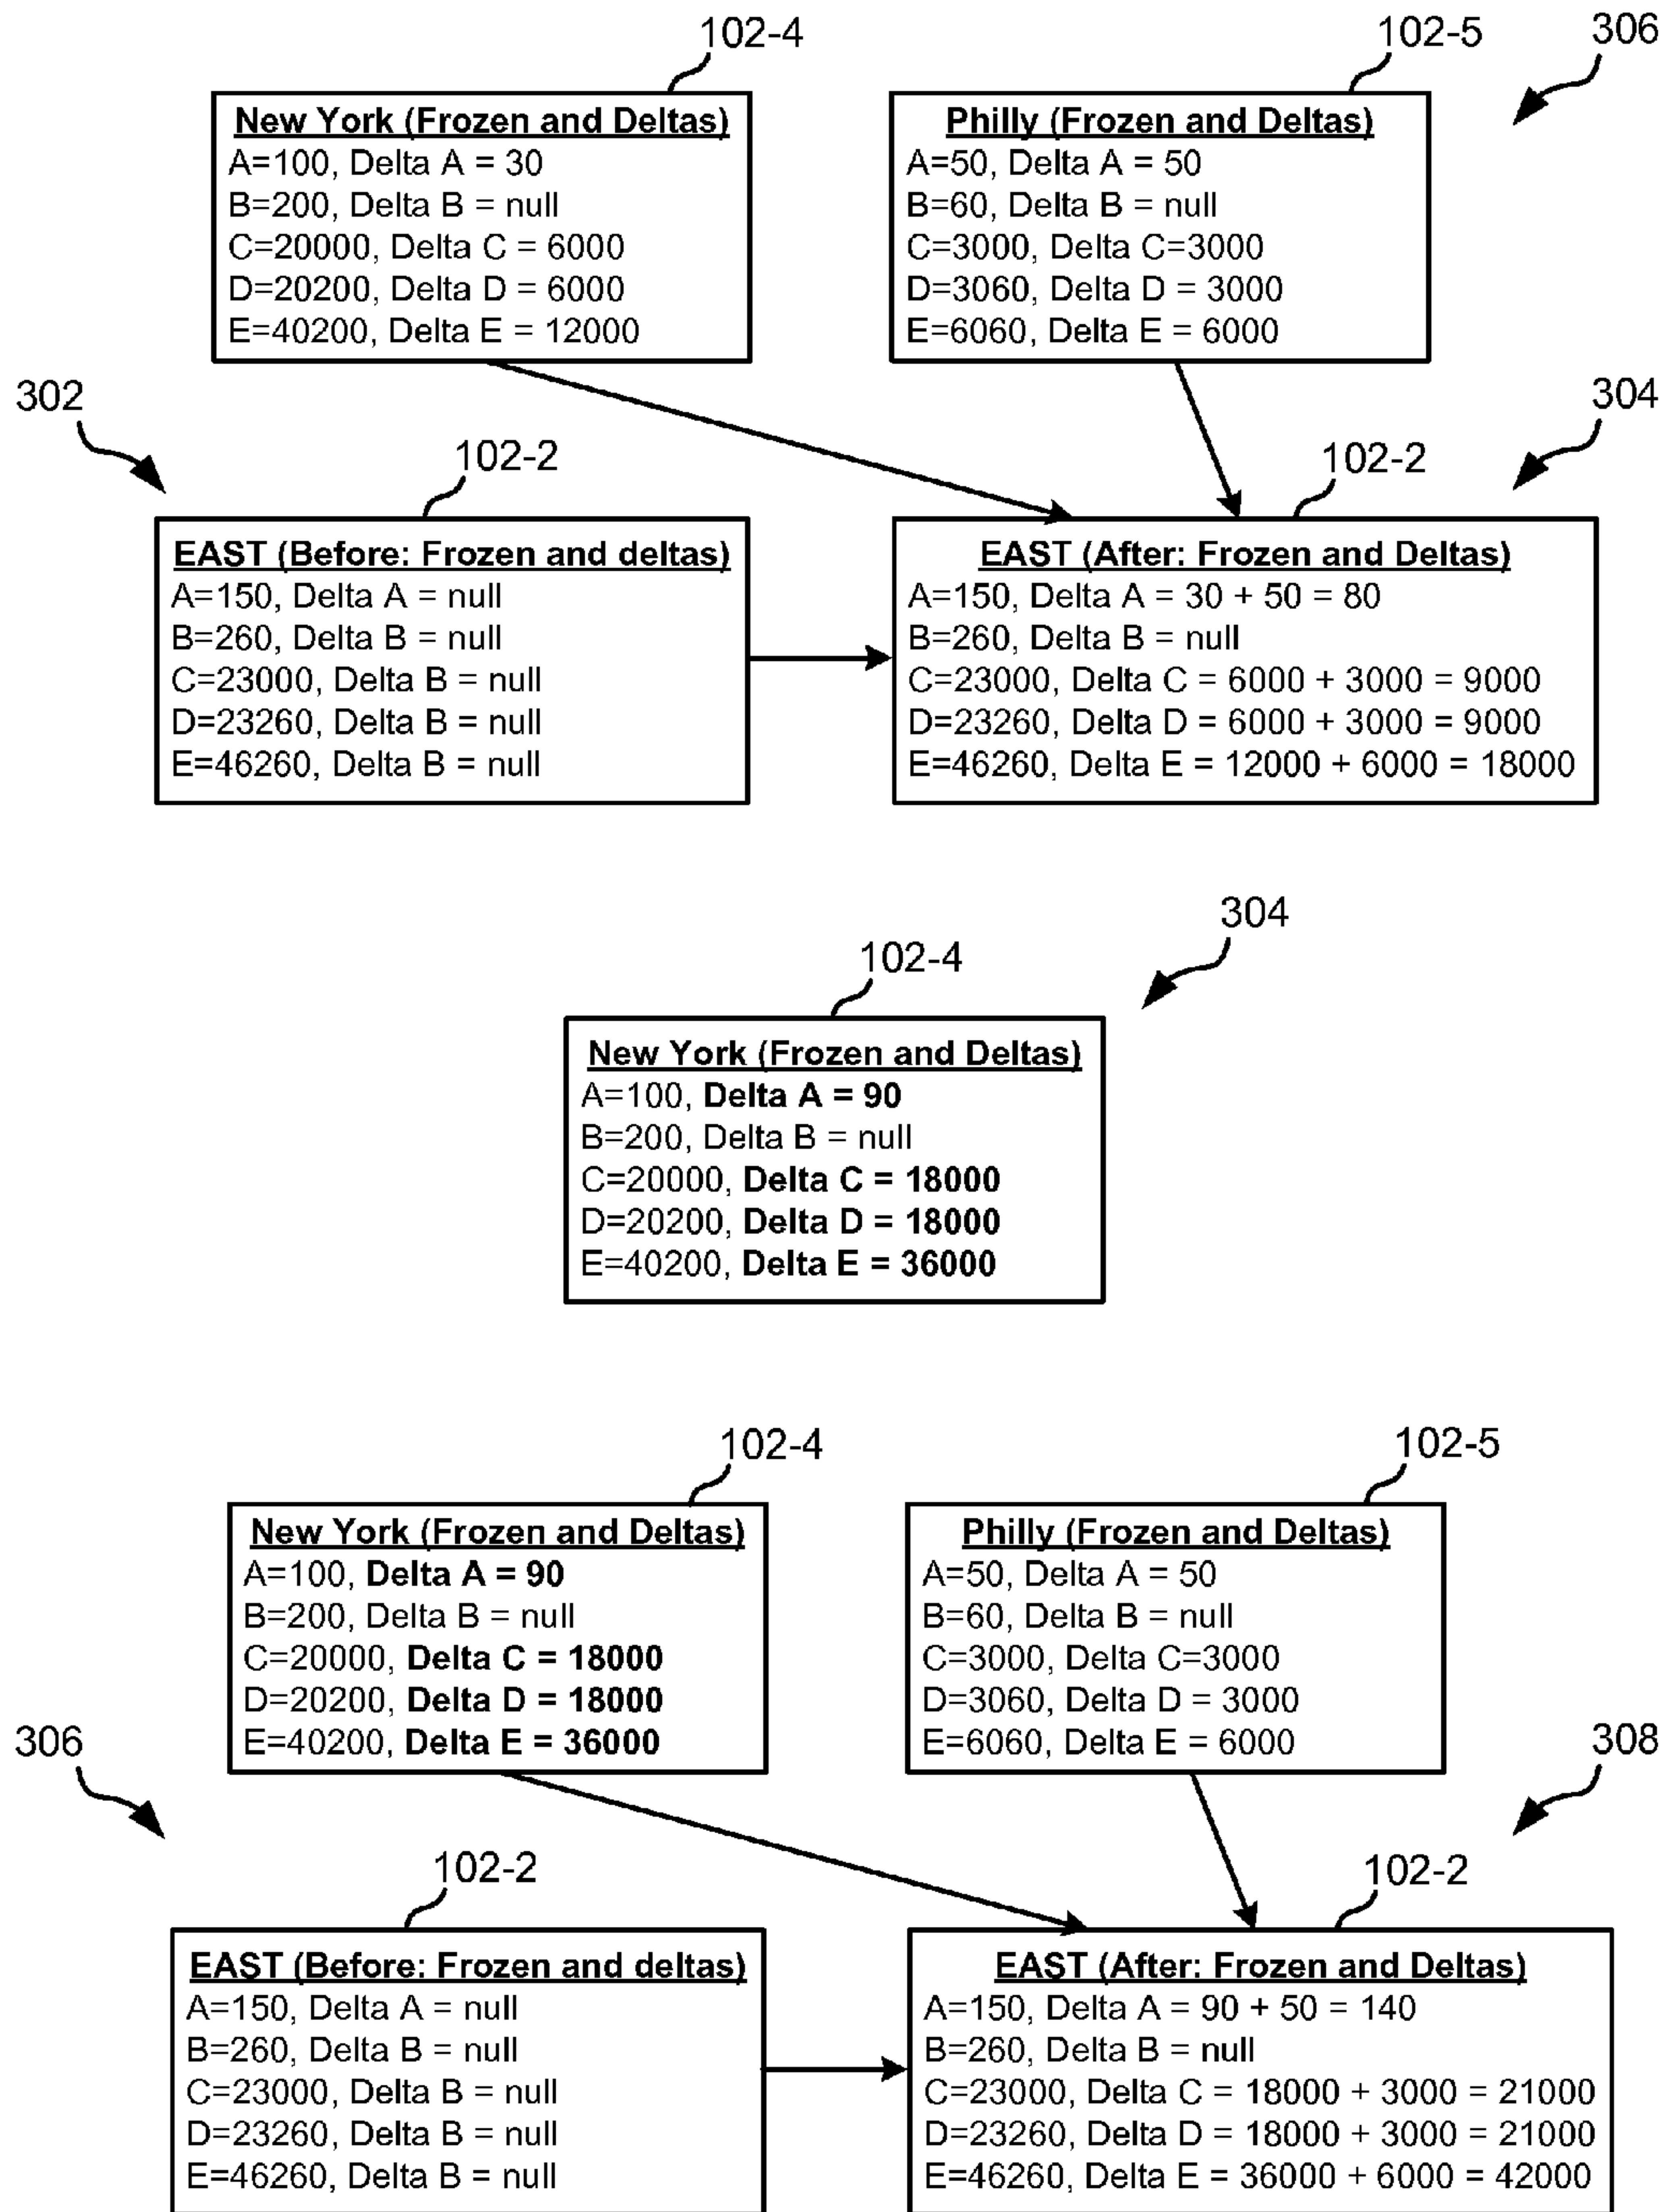 102-4
102-5
306
New York (Frozen and Deltas)
A=100, Delta A = 30
B=200, Delta B = null
C=20000, Delta C = 6000
D=20200, Delta D = 6000
E=40200, Delta E = 12000
Philly (Frozen and Deltas)
A=50, Delta A = 50
B=60, Delta B = null
C=3000, Delta C=3000
D=3060, Delta D = 3000
E=6060, Delta E = 6000
302
304
102-2
102-2
EAST (Before: Frozen and deltas)
A=150, Delta A = null
B=260, Delta B = null
C=23000, Delta B = null
D=23260, Delta B = null
E=46260, Delta B = null
EAST (After: Frozen and Deltas)
A=150, Delta A = 30 + 50 = 80
B=260, Delta B = null
C=23000, Delta C = 6000 + 3000 = 9000
D=23260, Delta D = 6000 + 3000 = 9000
E=46260, Delta E = 12000 + 6000 = 18000
304
102-4
New York (Frozen and Deltas)
A=100, Delta A = 90
B=200, Delta B = null
C=20000, Delta C = 18000
D=20200, Delta D = 18000
E=40200, Delta E = 36000
102-4
102-5
New York (Frozen and Deltas)
A=100, Delta A = 90
B=200, Delta B = null
C=20000, Delta C = 18000
D=20200, Delta D = 18000
E=40200, Delta E = 36000
Philly (Frozen and Deltas)
A=50, Delta A = 50
B=60, Delta B = null
C=3000, Delta C=3000
D=3060, Delta D = 3000
E=6060, Delta E = 6000
306
308
102-2
102-2
EAST (Before: Frozen and deltas)
A=150, Delta A = null
B=260, Delta B = null
C=23000, Delta B = null
D=23260, Delta B = null
E=46260, Delta B = null
EAST (After: Frozen and Deltas)
A=150, Delta A = 90 + 50 = 140
B=260, Delta B = null
C=23000, Delta C = 18000 + 3000 = 21000
D=23260, Delta D = 18000 + 3000 = 21000
E=46260, Delta E = 36000 + 6000 = 42000